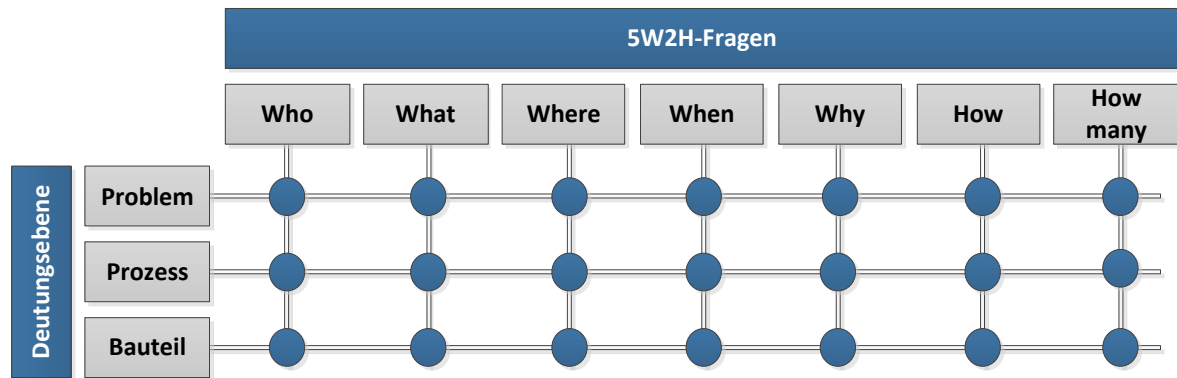 5W2H-Fragen
Who What Where When Why How How
many
Deutungsebene
Problem
Prozess
Bauteil